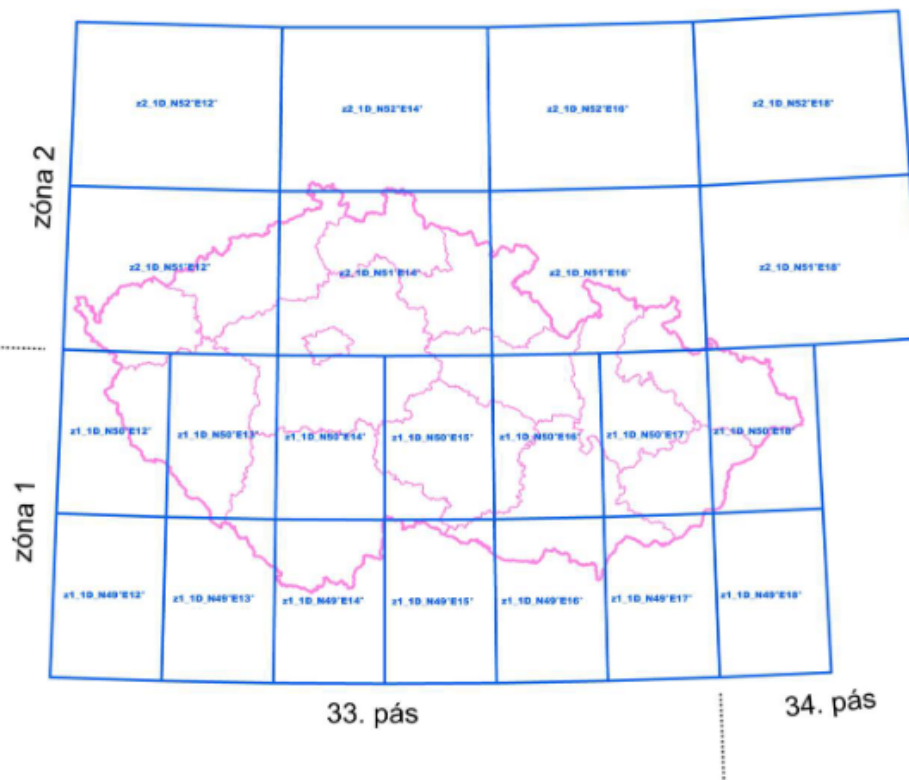 z2_1D_N52°E12°
z2_1D_N52°E14°
z2_1D_N52°E16°
z2_1D_N52°E18°
zóna 2
z2_1D_N51°E12°
z2_1D_N51°E14°
z2_1D_N51°E16°
z2_1D_N51°E18°
z1_1D_N50°E12°
z1_1D_N50°E13°
z1_1D_N50°E14°
z1_1D_N50°E15°
z1_1D_N50°E16°
z1_1D_N50°E17°
z1_1D_N50°E18°
zóna 1
z1_1D_N49°E12°
z1_1D_N49°E13°
z1_1D_N49°E14°
z1_1D_N49°E15°
z1_1D_N49°E16°
z1_1D_N49°E17°
z1_1D_N49°E18°
33. pás
34. pás